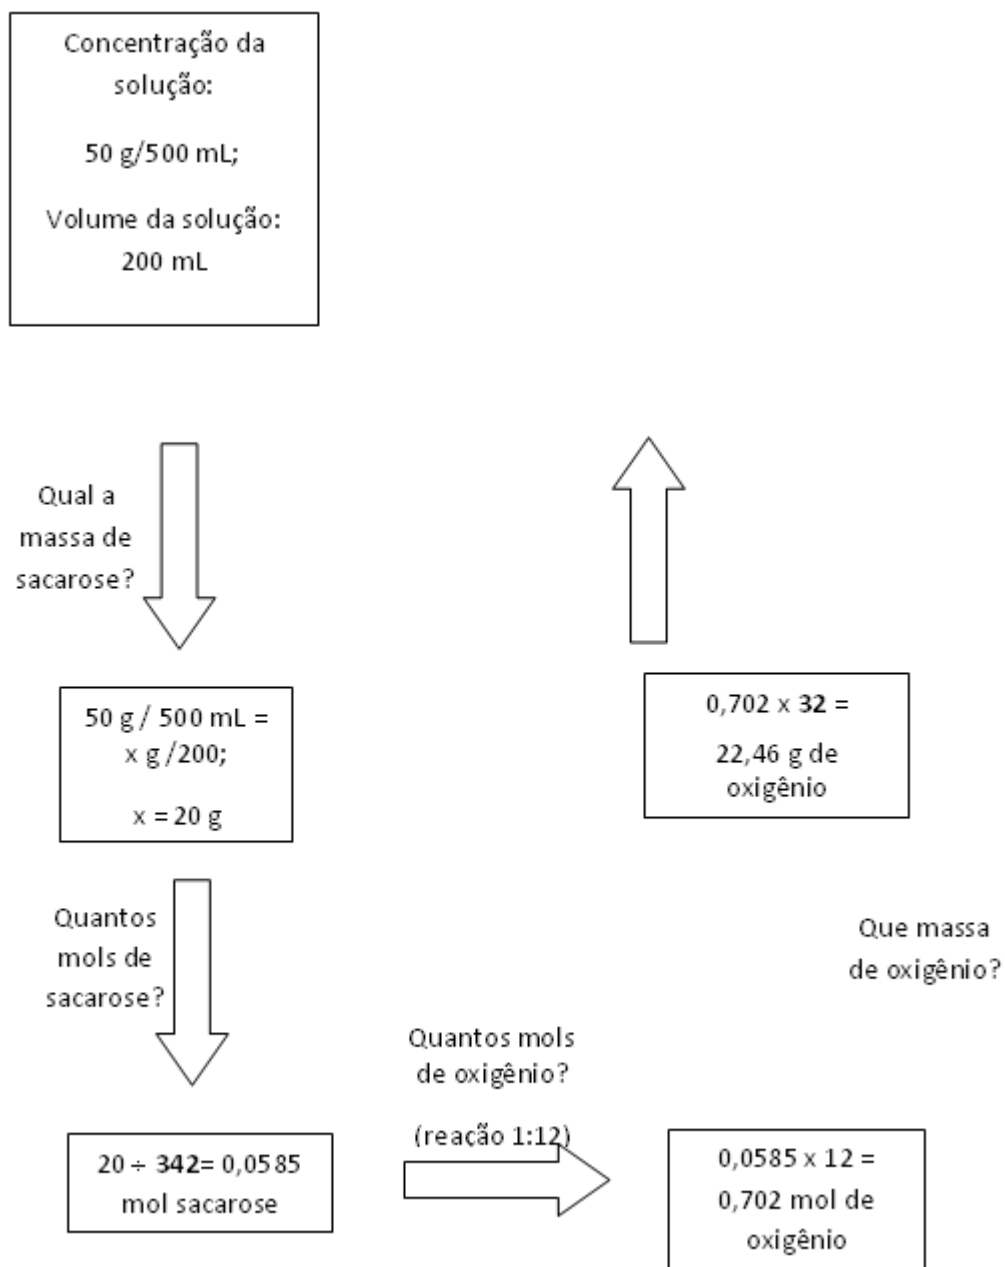 Concentração da
solução:
50 g/500 mL;
Volume da solução:
200 mL
Qual a
massa de
sacarose?
50 g / 500 mL =
x g /200;
x = 20 g
Quantos
mols de
sacarose?
20 ÷ 342= 0,0585
mol sacarose
Quantos mols
de oxigênio?
(reação 1:12)
0,0585 x 12 =
0,702 mol de
oxigênio
Que massa
de oxigênio?
0,702 x 32 =
22,46 g de
oxigênio